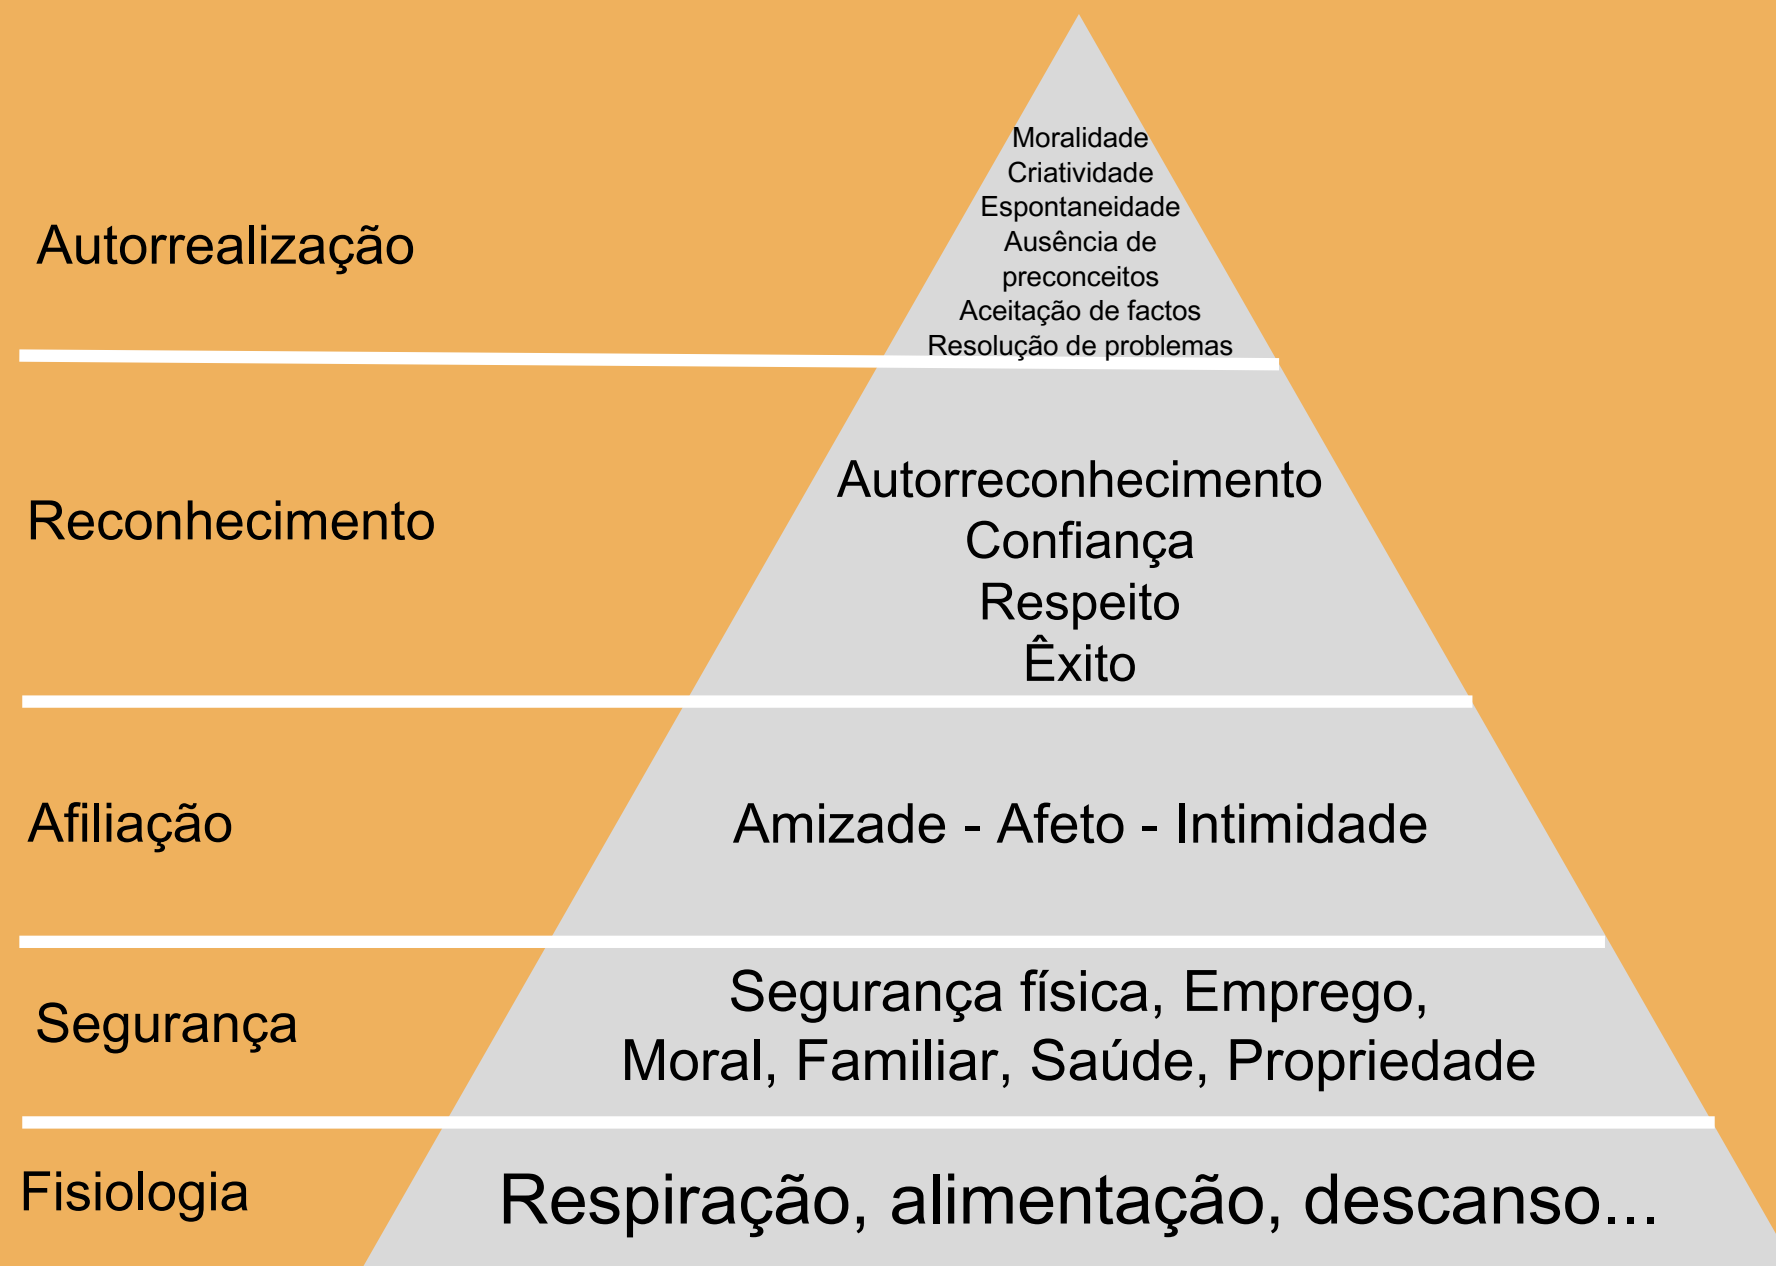 Moralidade
Criatividade
Espontaneidade
Autorrealização
Ausência de
preconceitos
Aceitação de factos
Resolução de problemas
Reconhecimento
Autorreconhecimento
Confiança
Respeito
Êxito
Afiliação
Amizade - Afeto - Intimidade
Segurança
Segurança física, Emprego,
Moral, Familiar, Saúde, Propriedade
Fisiologia
Respiração, alimentação, descanso...